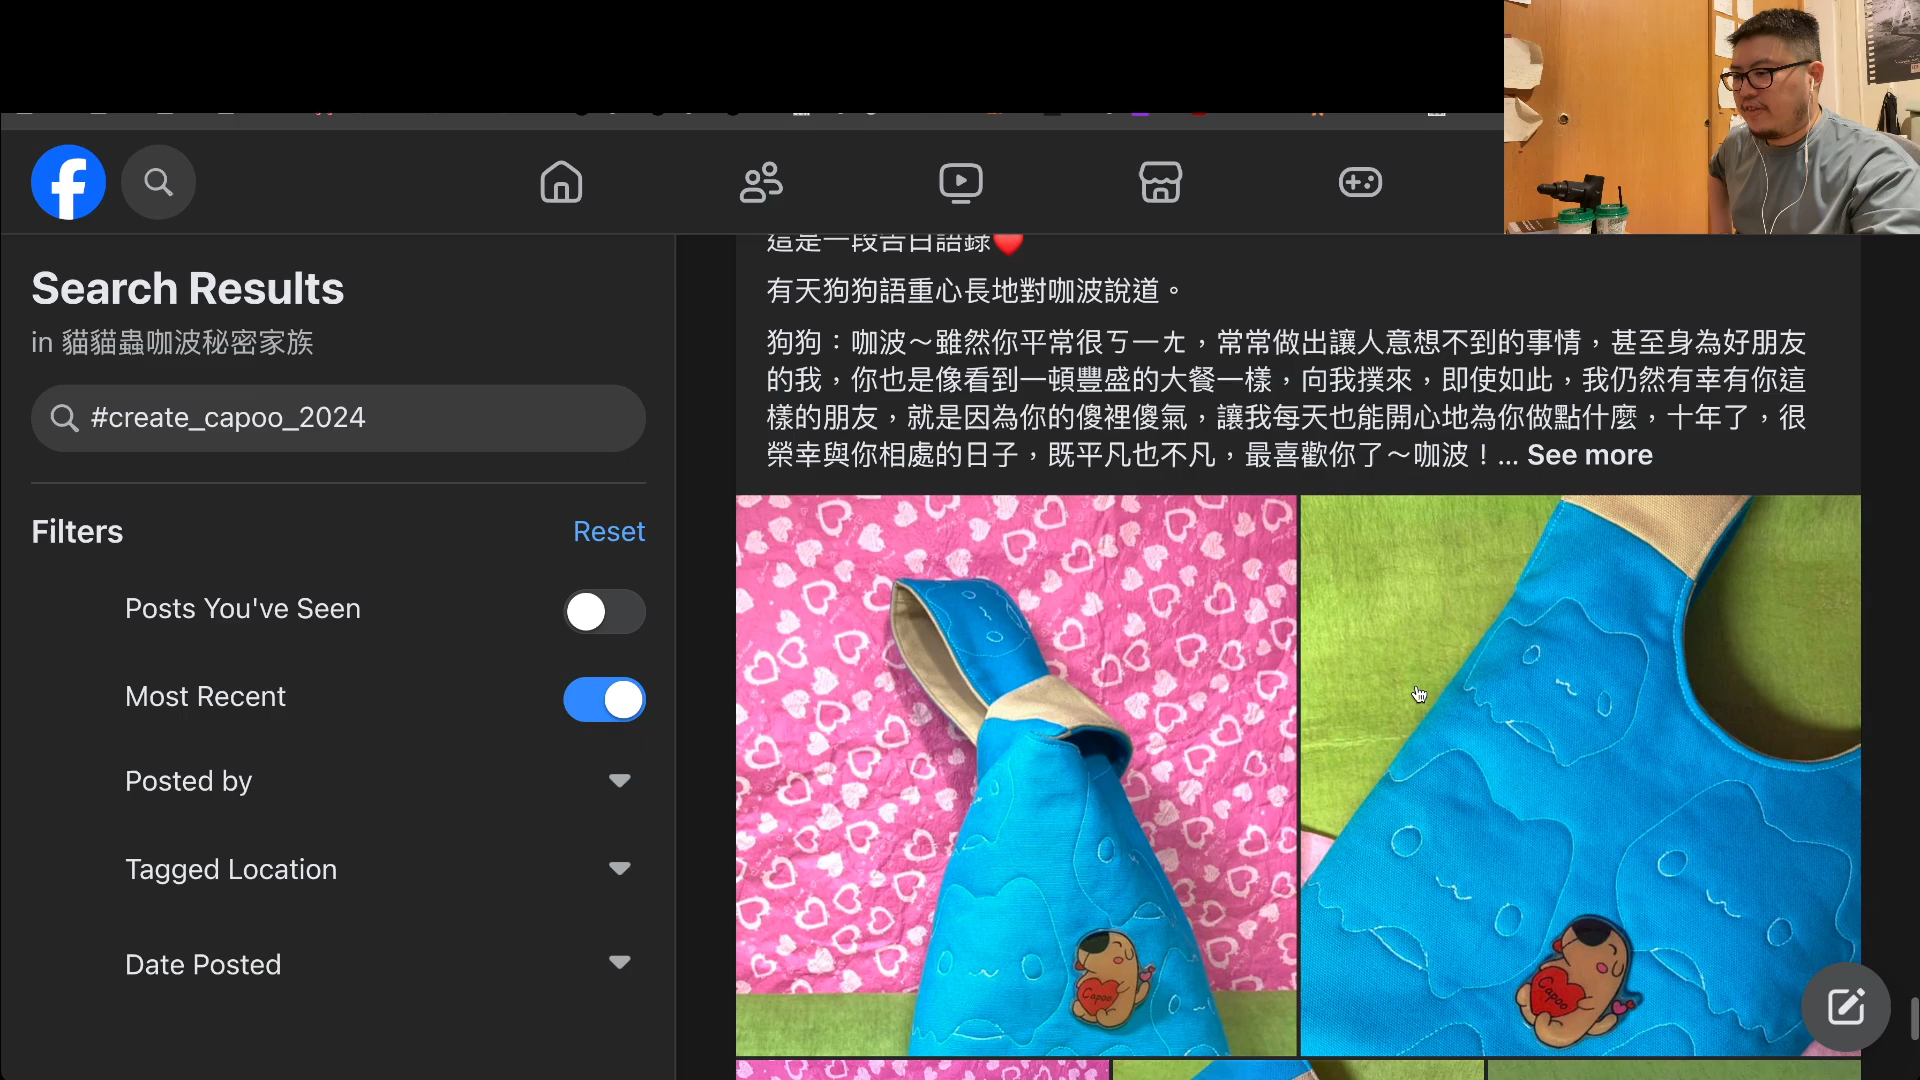 Search Results
in 貓貓蟲咖波秘密家族
#create_capoo_2024
Filters
Reset
Posts You've Seen
Most Recent
Posted by
Tagged Location
Date Posted
這是一段告白語錄
有天狗狗語重心長地對咖波說道。
狗狗：咖波～雖然你平常很ㄎㄧㄤ，常常做出讓人意想不到的事情，甚至身為好朋友
的我，你也是像看到一頓豐盛的大餐一樣，向我撲來，即使如此，我仍然有幸有你這
樣的朋友，就是因為你的傻裡傻氣，讓我每天也能開心地為你做點什麼，十年了，很
榮幸與你相處的日子，既平凡也不凡，最喜歡你了～咖波！... See more
Capoo
Capoo